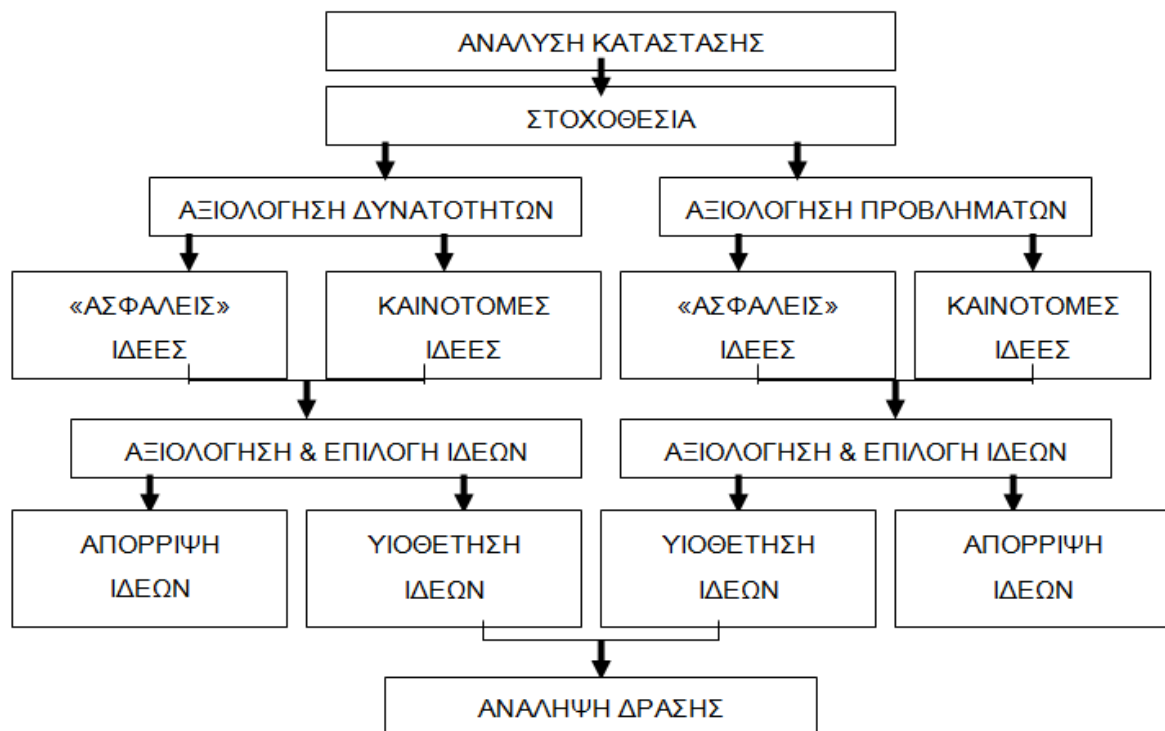 ΑΝΑΛΥΣΗ ΚΑΤΑΣΤΑΣΗΣ
ΣΤΟΧΟΘΕΣΙΑ
ΑΞΙΟΛΟΓΗΣΗ ΔΥΝΑΤΟΤΗΤΩΝ
ΑΞΙΟΛΟΓΗΣΗ ΠΡΟΒΛΗΜΑΤΩΝ
«ΑΣΦΑΛΕΙΣ»
ΙΔΕΕΣ
ΚΑΙΝΟΤΟΜΕΣ
ΙΔΕΕΣ
«ΑΣΦΑΛΕΙΣ»
ΙΔΕΕΣ
ΚΑΙΝΟΤΟΜΕΣ
ΙΔΕΕΣ
ΑΞΙΟΛΟΓΗΣΗ & ΕΠΙΛΟΓΗ ΙΔΕΩΝ
ΑΞΙΟΛΟΓΗΣΗ & ΕΠΙΛΟΓΗ ΙΔΕΩΝ
ΑΠΟΡΡΙΨΗ
ΙΔΕΩΝ
ΥΙΟΘΕΤΗΣΗ
ΙΔΕΩΝ
ΥΙΟΘΕΤΗΣΗ
ΙΔΕΩΝ
ΑΠΟΡΡΙΨΗ
ΙΔΕΩΝ
ΑΝΑΛΗΨΗ ΔΡΑΣΗΣ